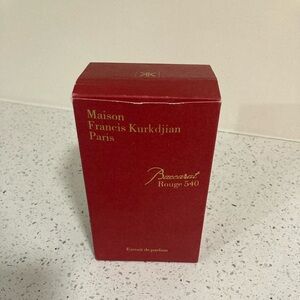 Maison
Francis Kurkdjian
Paris
Baccarat
Rouge 540
Extrait de parfum